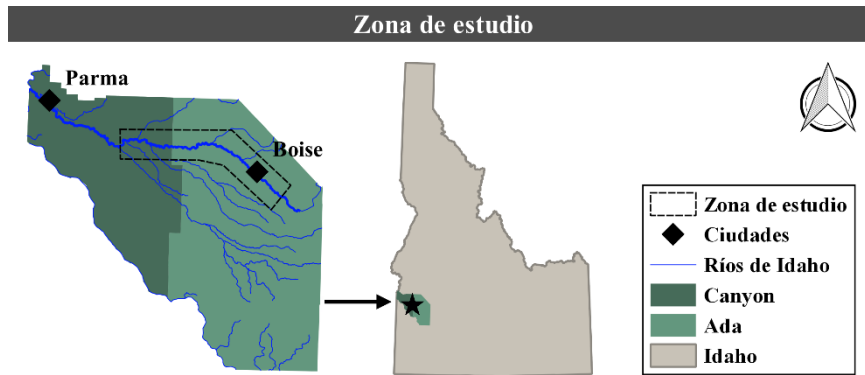 Zona de estudio
Parma
Boise
Zona de estudio
Ciudades
Ríos de Idaho
Canyon
Ada
Idaho